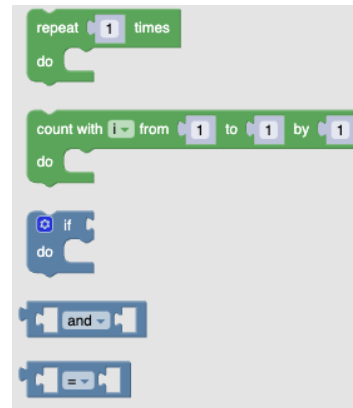 repeat 1 times
do
count with i from 1 to 1 by 1
do
if
do
and
=